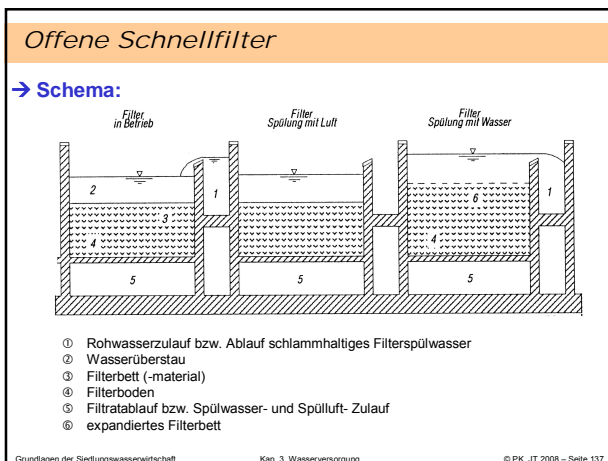 Offene Schnellfilter
→ Schema:
Filter
in Betrieb
Filter
Spülung mit Luft
Filter
Spülung mit Wasser
2
1
3
4
5
5
6
1
4
5
① Rohwasserzulauf bzw. Ablauf schlammhaltiges Filterspülwasser
② Wasserüberstau
③ Filterbett (-material)
④ Filterboden
⑤ Filtratablauf bzw. Spülwasser- und Spülluft- Zulauf
⑥ expandiertes Filterbett
Grundlagen der Siedlungswasserwirtschaft Kap. 3 Wasserversorgung © PK, JT 2008 – Seite 137